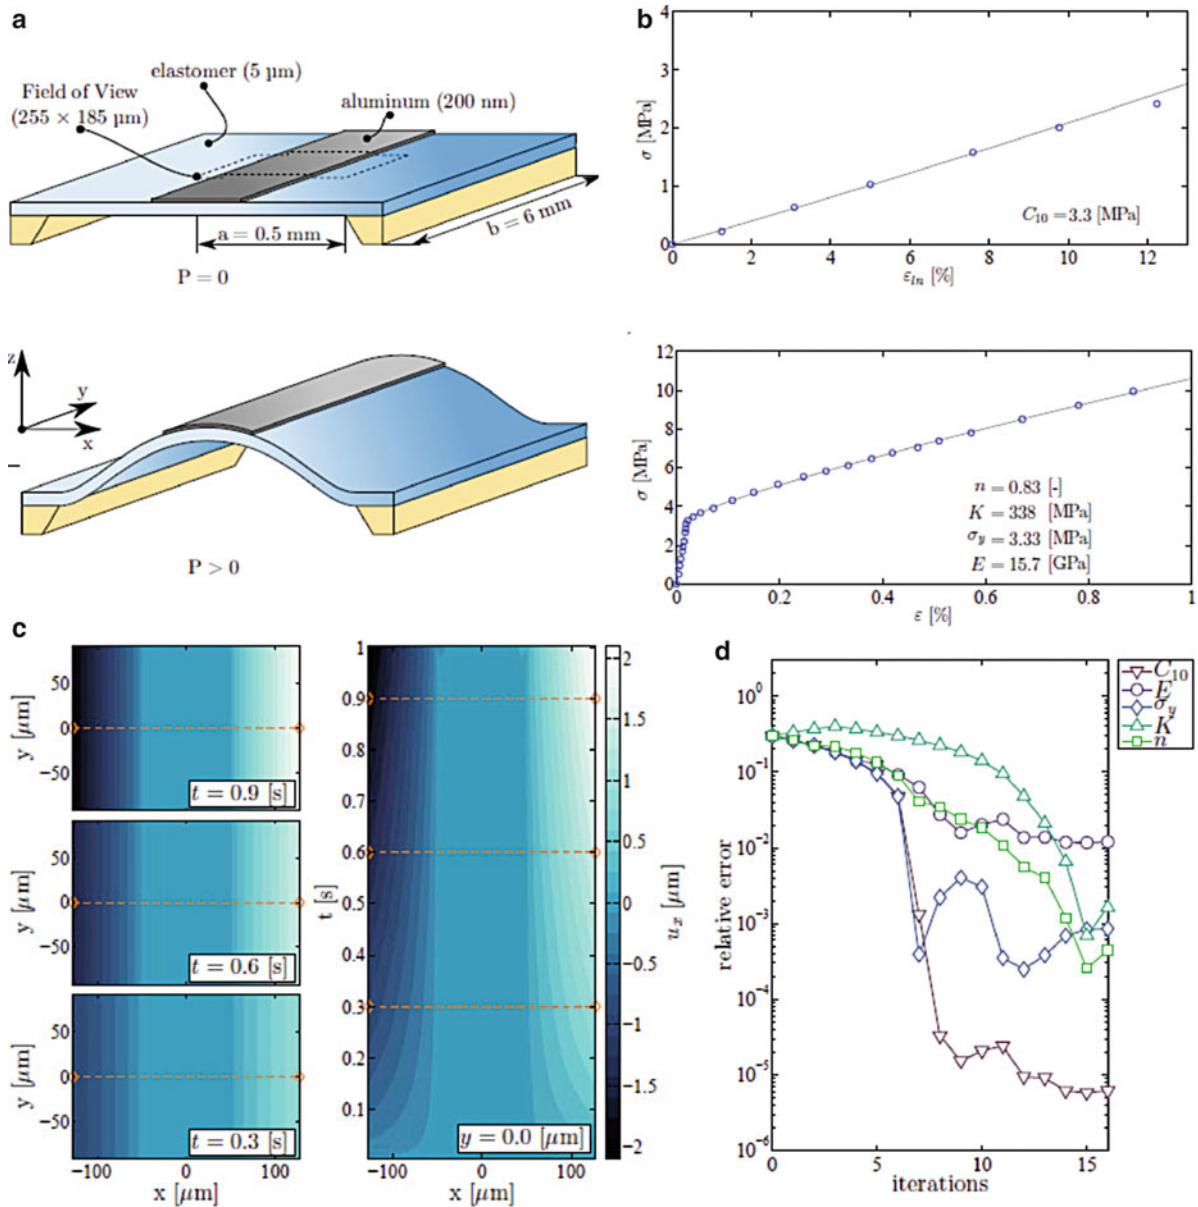 a
elastomer (5 μm)
Field of View
(255 × 185 μm)
aluminum (200 nm)
a = 0.5 mm
b = 6 mm
P = 0
z
y
x
P > 0
b
4
3
2
1
0
σ [MPa]
C₁₀ = 3.3 [MPa]
0 2 4 6 8 10 12
ε_ln [%]
12
10
8
6
4
2
0
σ [MPa]
n = 0.83 [-]
K = 338 [MPa]
σ_y = 3.33 [MPa]
E = 15.7 [GPa]
0 0.2 0.4 0.6 0.8 1
ε [%]
c
50
0
−50
y [μm]
t = 0.9 [s]
50
0
−50
y [μm]
t = 0.6 [s]
50
0
−50
y [μm]
t = 0.3 [s]
−100 0 100
x [μm]
1
0.9
0.8
0.7
0.6
0.5
0.4
0.3
0.2
0.1
t [s]
y = 0.0 [μm]
−100 0 100
x [μm]
2
1.5
1
0.5
0
−0.5
−1
−1.5
−2
u_x [μm]
d
10⁰
10⁻¹
10⁻²
10⁻³
10⁻⁴
10⁻⁵
10⁻⁶
relative error
0 5 10 15
iterations
C₁₀
E
σ_y
K
n